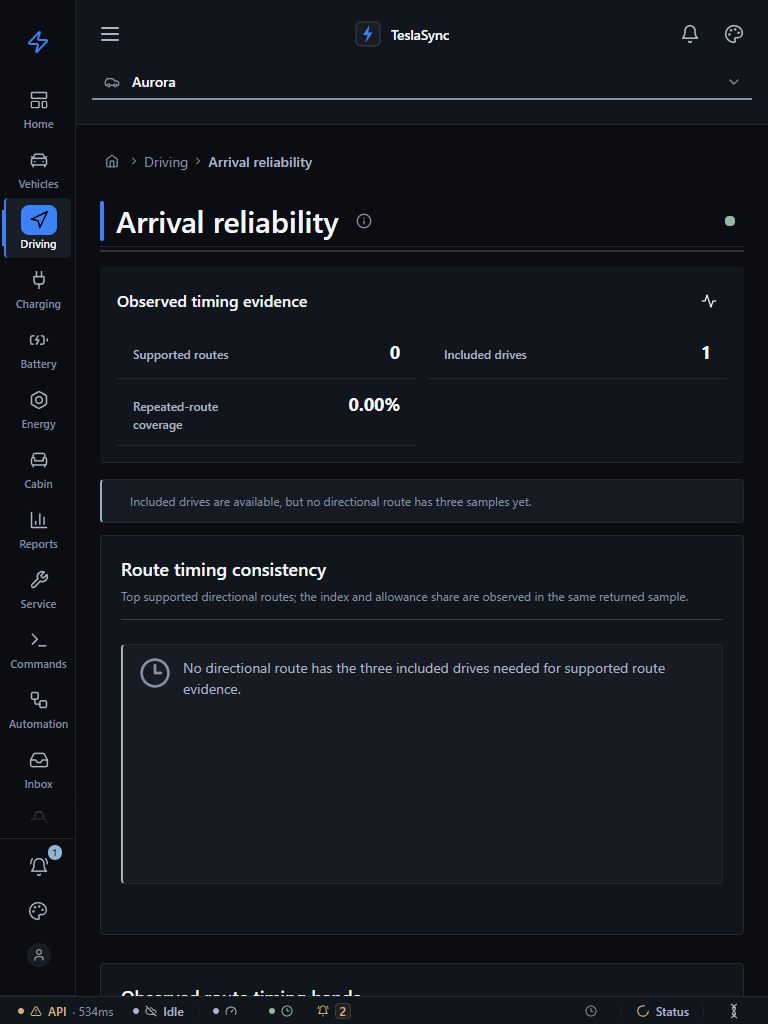 TeslaSync
Aurora
Home
Vehicles
Driving
Charging
Battery
Energy
Cabin
Reports
Service
Commands
Automation
Inbox
1
Driving
Arrival reliability
Arrival reliability
Observed timing evidence
Supported routes 0
Included drives 1
Repeated-route
coverage
0.00%
Included drives are available, but no directional route has three samples yet.
Route timing consistency
Top supported directional routes; the index and allowance share are observed in the same returned sample.
No directional route has the three included drives needed for supported route
evidence.
Observed route timing bands
API · 534ms
Idle
2
Status